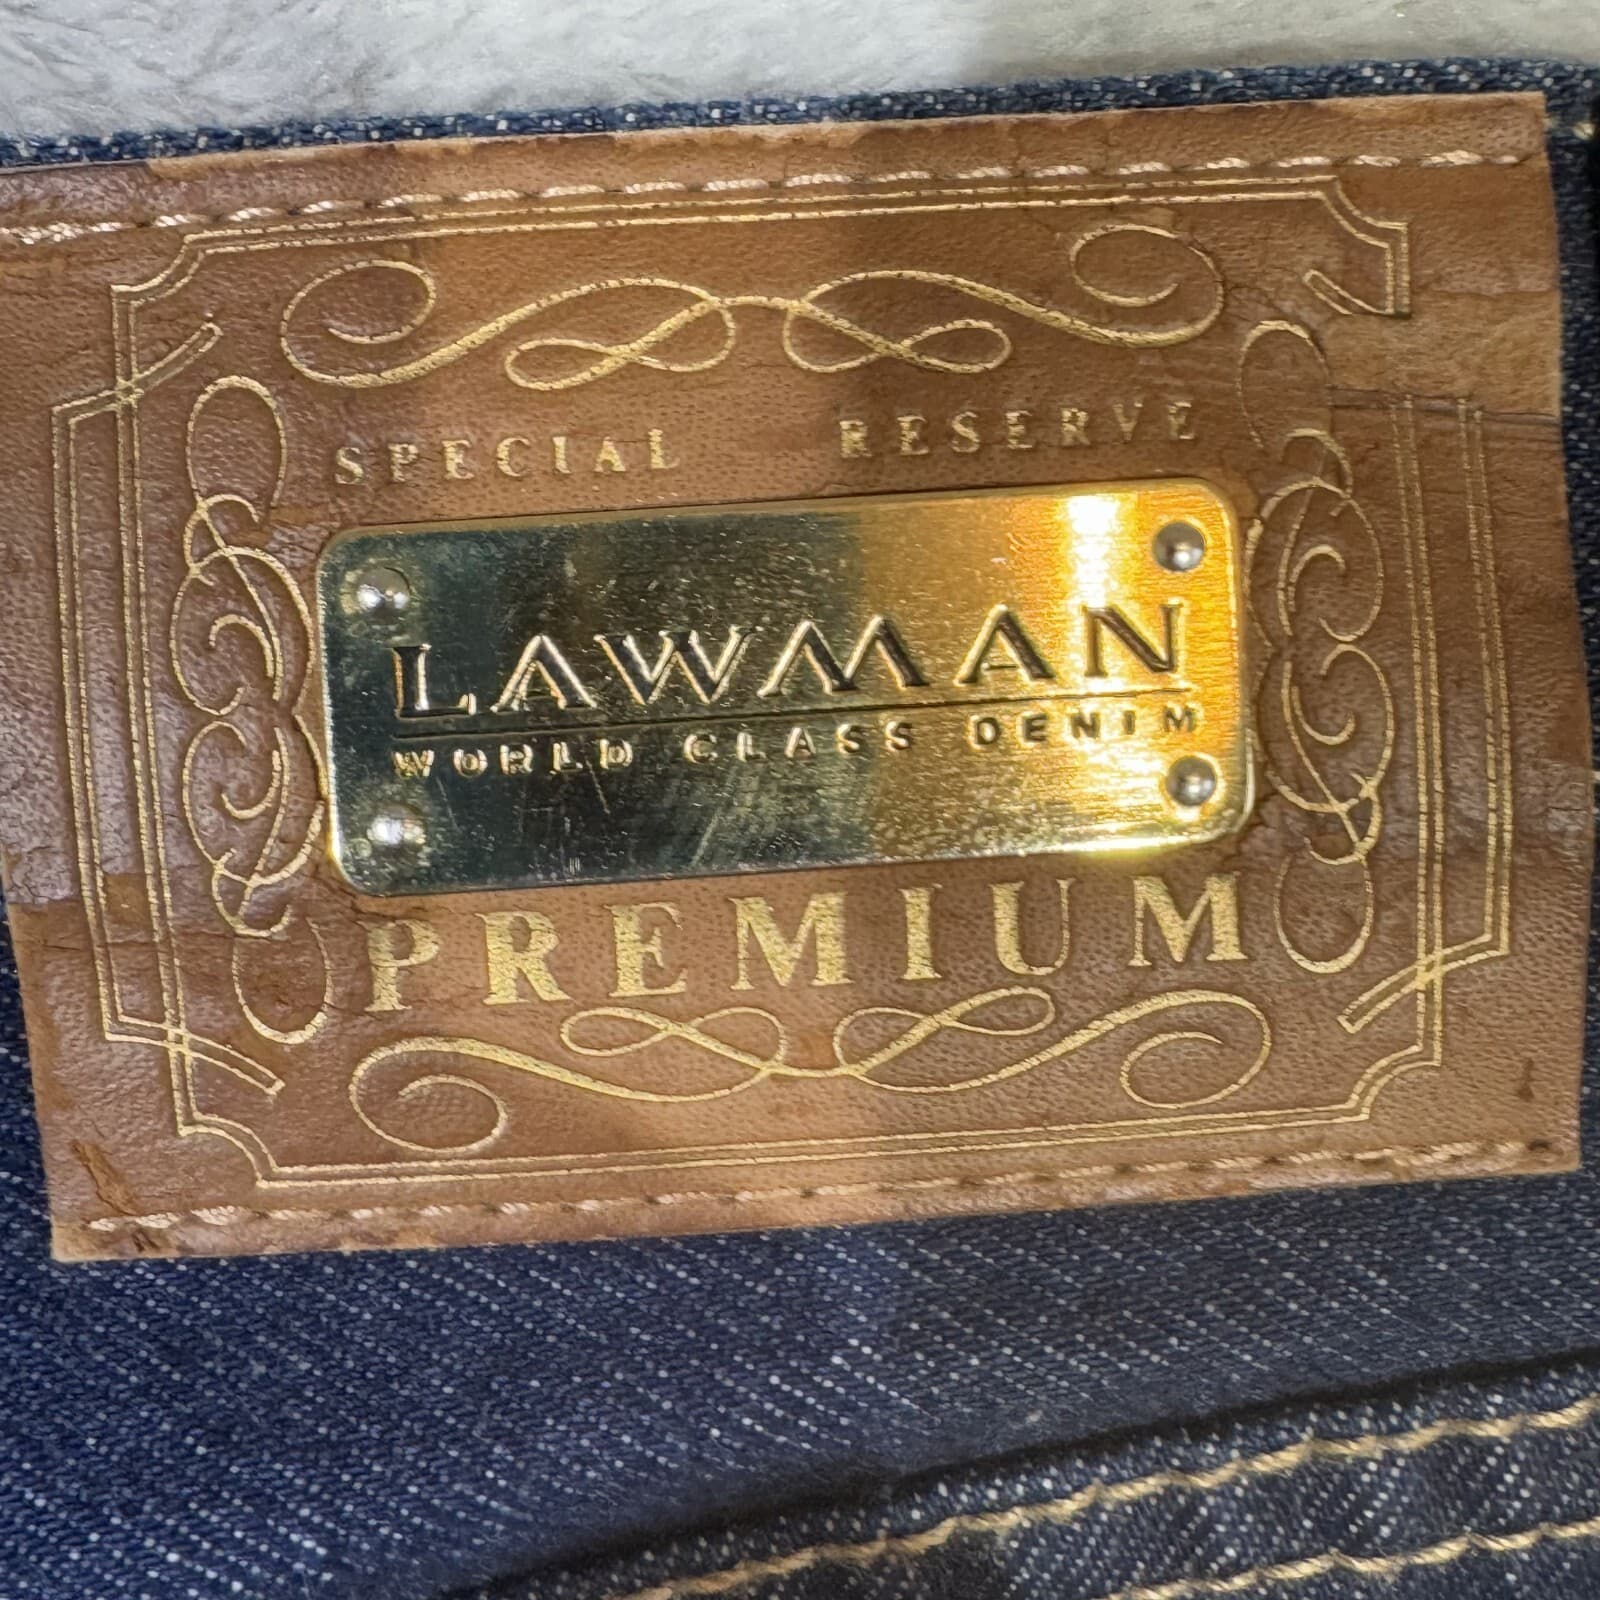 SPECIAL RESERVE
LAWMAN
WORLD CLASS DENIM
PREMIUM